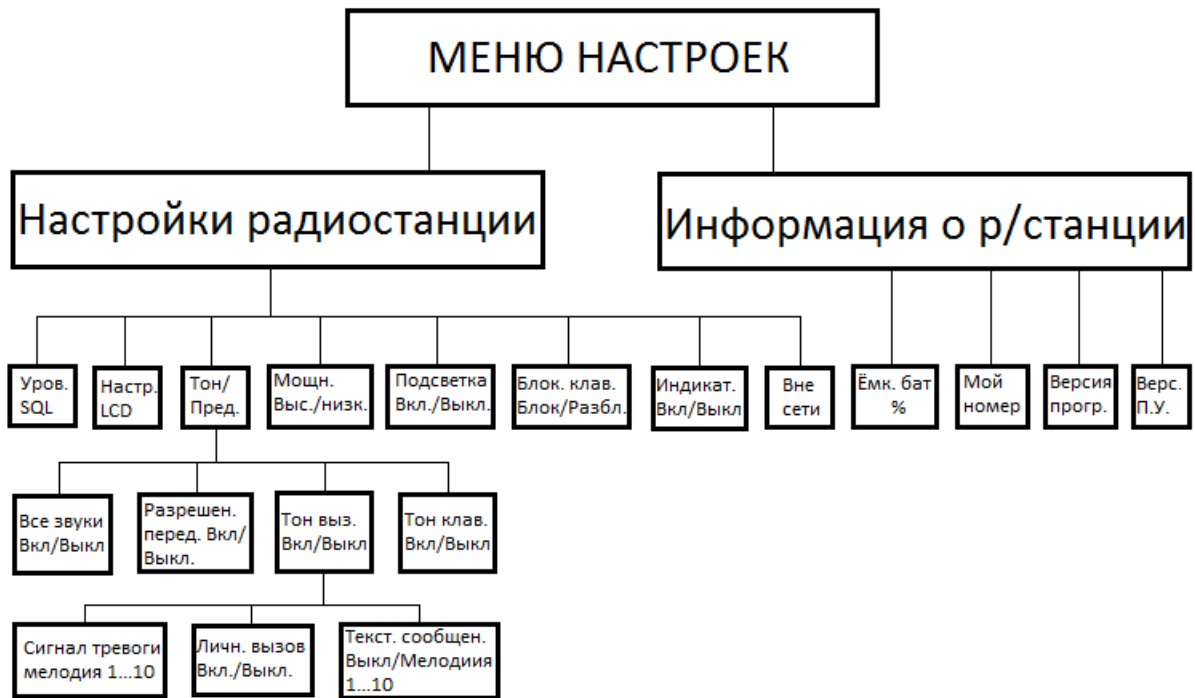 МЕНЮ НАСТРОЕК
Настройки радиостанции
Информация о р/станции
Уров.
SQL
Настр.
LCD
Тон/
Пред.
Мощн.
Выс./низк.
Подсветка
Вкл./Выкл.
Блок. клав.
Блок/Разбл.
Индикат.
Вкл/Выкл
Вне
сети
Ёмк. бат
%
Мой
номер
Версия
прогр.
Верс.
П.У.
Все звуки
Вкл/Выкл
Разрешен.
перед. Вкл/
Выкл.
Тон выз.
Вкл/Выкл
Тон клав.
Вкл/Выкл
Сигнал тревоги
мелодия 1...10
Личн. вызов
Вкл./Выкл.
Текст. сообщен.
Выкл/Мелодиия
1...10